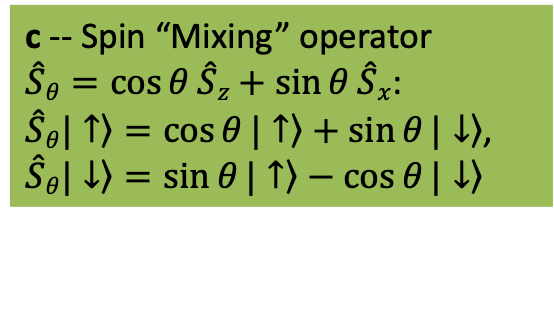 c -- Spin “Mixing” operator
Ŝ_θ = cos θ Ŝ_z + sin θ Ŝ_x:
Ŝ_θ| ↑⟩ = cos θ | ↑⟩ + sin θ | ↓⟩,
Ŝ_θ| ↓⟩ = sin θ | ↑⟩ − cos θ | ↓⟩